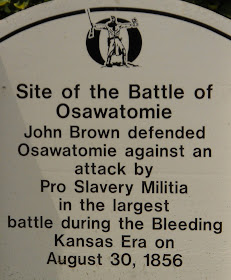 Site of the Battle of
Osawatomie
John Brown defended
Osawatomie against an
attack by
Pro Slavery Militia
in the largest
battle during the Bleeding
Kansas Era on
August 30, 1856